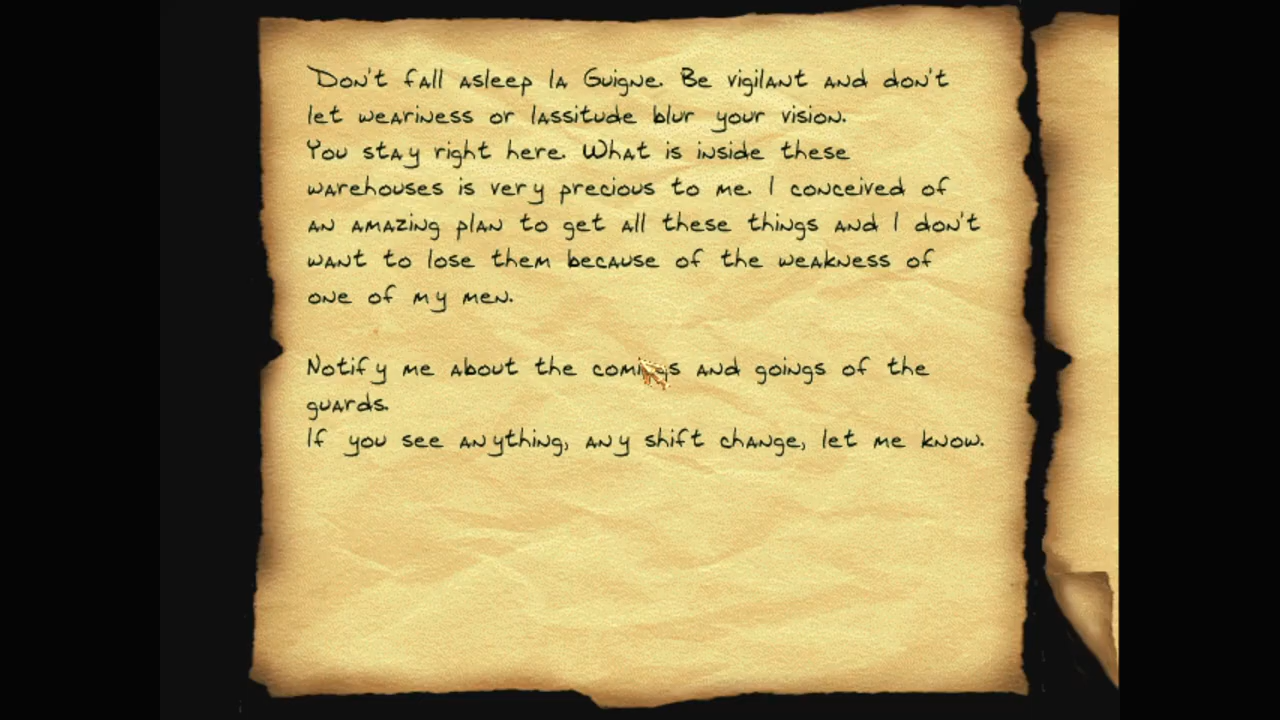 Don't fall asleep la Guigne. Be vigilant and don't
let weariness or lassitude blur your vision.
You stay right here. What is inside these
warehouses is very precious to me. I conceived of
an amazing plan to get all these things and I don't
want to lose them because of the weakness of
one of my men.
Notify me about the comings and goings of the
guards.
If you see anything, any shift change, let me know.